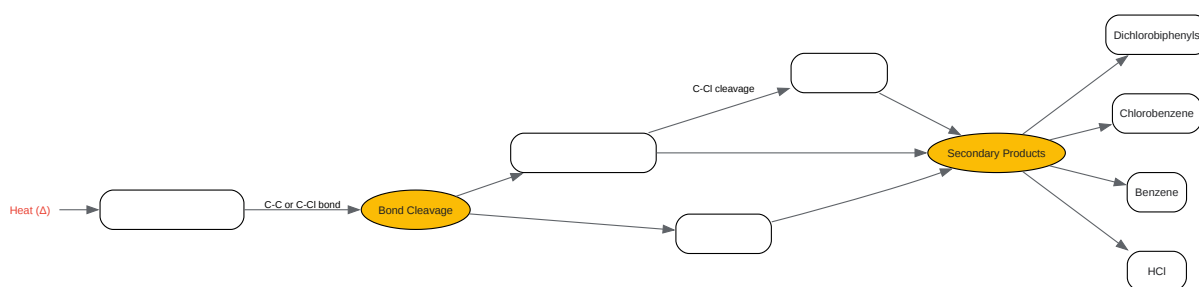 Heat (Δ)
C-C or C-Cl bond
Bond Cleavage
C-Cl cleavage
Secondary Products
Dichlorobiphenyls
Chlorobenzene
Benzene
HCl